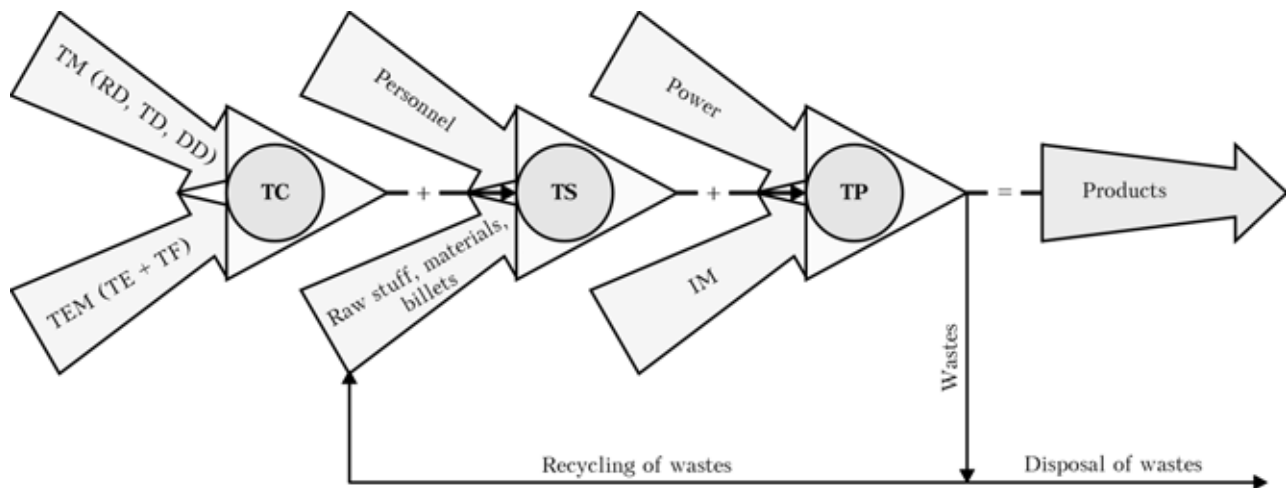 TM (RD, TD, DD)
TEM (TE + TF)
TC
+
Personnel
Raw stuff, materials,
billets
TS
+
Power
IM
TP
=
Products
Wastes
Recycling of wastes
Disposal of wastes